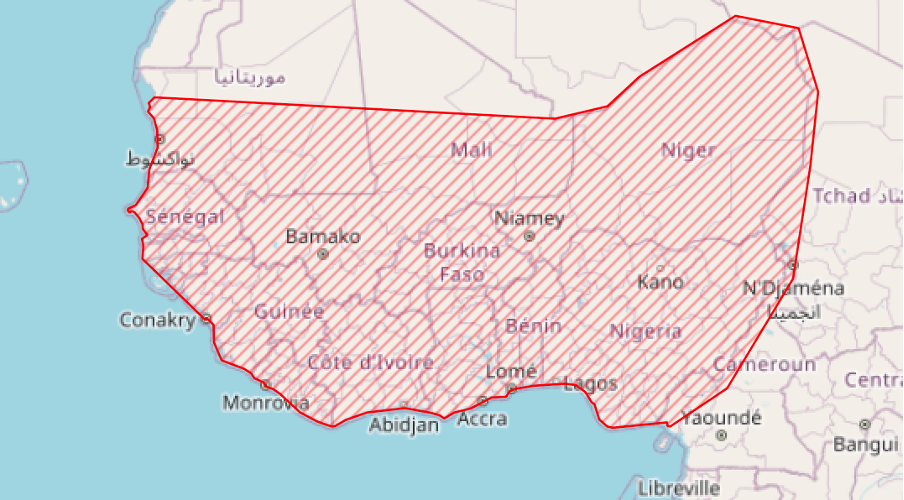 موريتانيا
Mali
Niger
نواكشوط
Tchad تشاد
Sénégal
Niamey
Bamako
Burkina
Faso
Kano
N'Djaména
انجمينا
Guinée
Conakry
Bénin
Nigeria
Côte d'Ivoire
Cameroun
Lomé
Lagos
Centra
Monrovia
Abidjan
Accra
Yaoundé
Bangui
Libreville